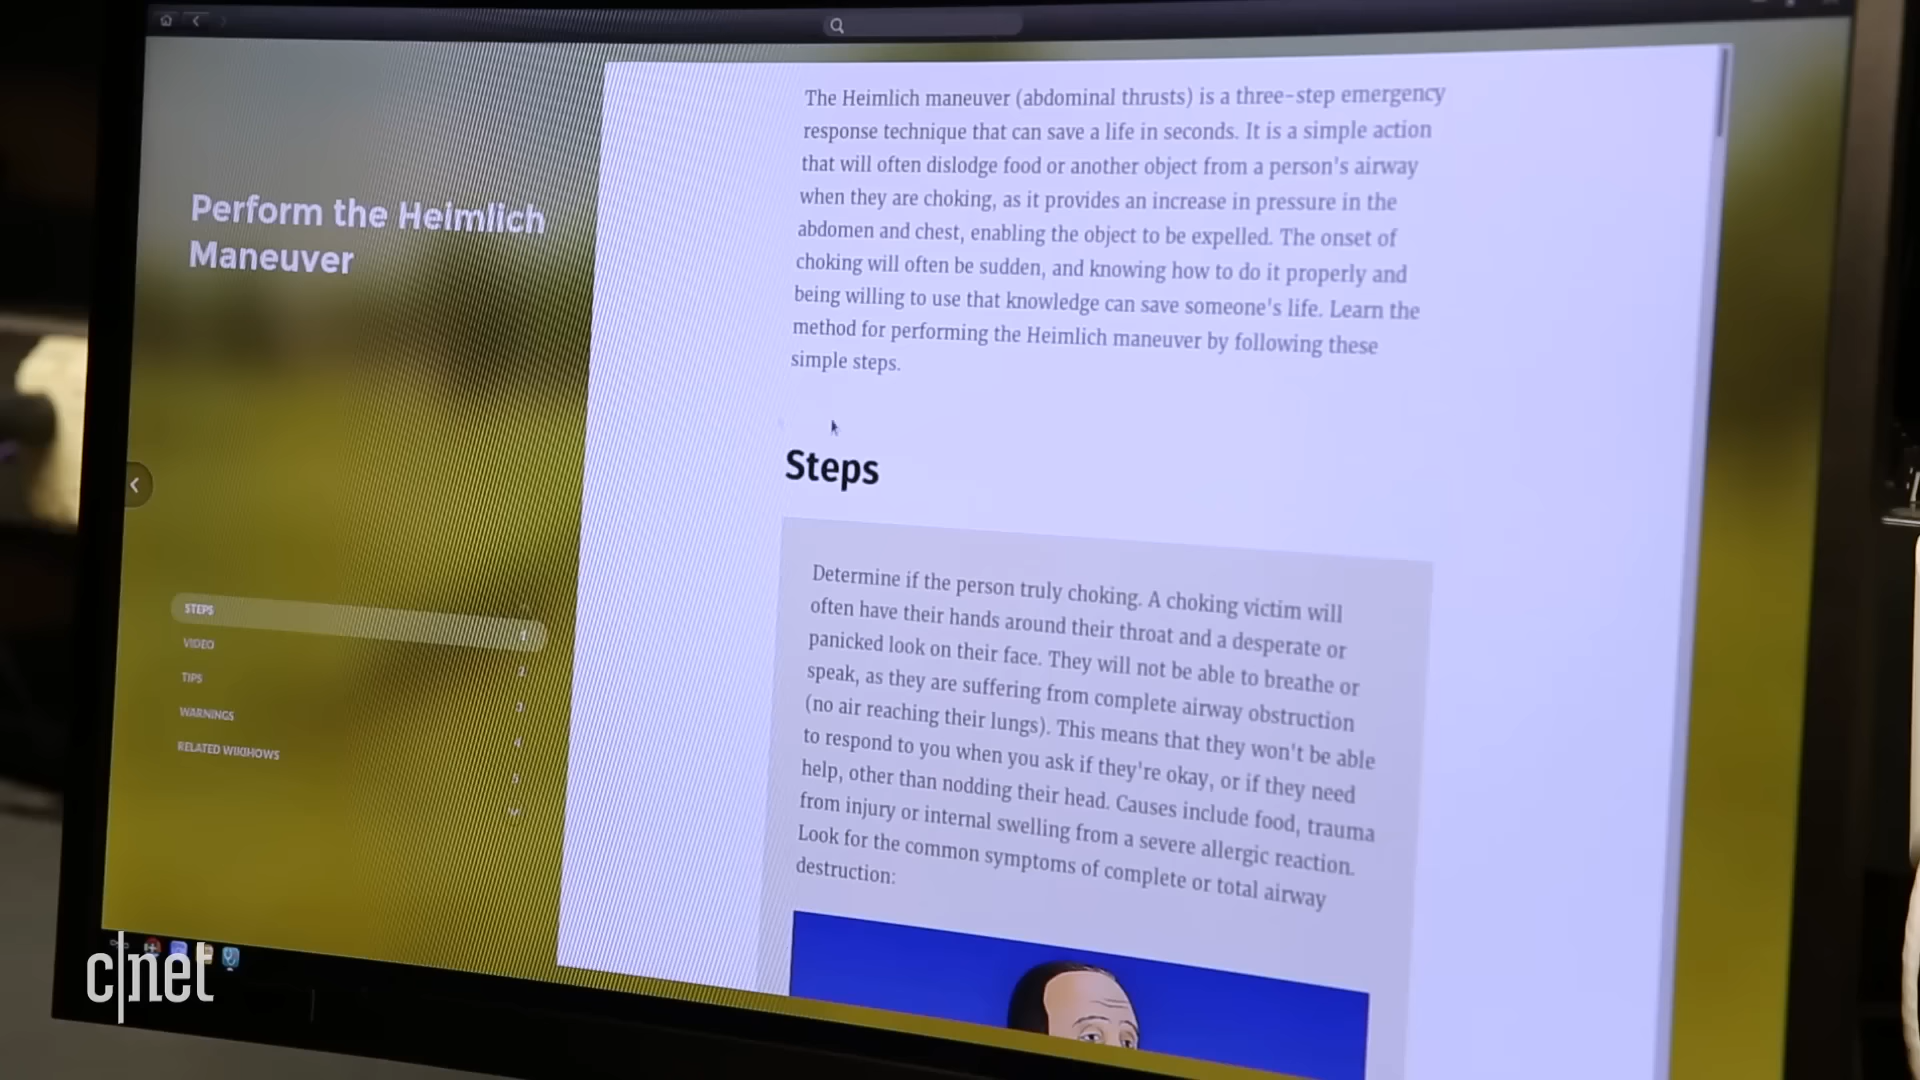 Perform the Heimlich
Maneuver
STEPS 1
VIDEO 2
TIPS 3
WARNINGS 4
RELATED WIKIHOWS 5
The Heimlich maneuver (abdominal thrusts) is a three-step emergency
response technique that can save a life in seconds. It is a simple action
that will often dislodge food or another object from a person's airway
when they are choking, as it provides an increase in pressure in the
abdomen and chest, enabling the object to be expelled. The onset of
choking will often be sudden, and knowing how to do it properly and
being willing to use that knowledge can save someone's life. Learn the
method for performing the Heimlich maneuver by following these
simple steps.
Steps
Determine if the person truly choking. A choking victim will
often have their hands around their throat and a desperate or
panicked look on their face. They will not be able to breathe or
speak, as they are suffering from complete airway obstruction
(no air reaching their lungs). This means that they won't be able
to respond to you when you ask if they're okay, or if they need
help, other than nodding their head. Causes include food, trauma
from injury or internal swelling from a severe allergic reaction.
Look for the common symptoms of complete or total airway
destruction:
c|net